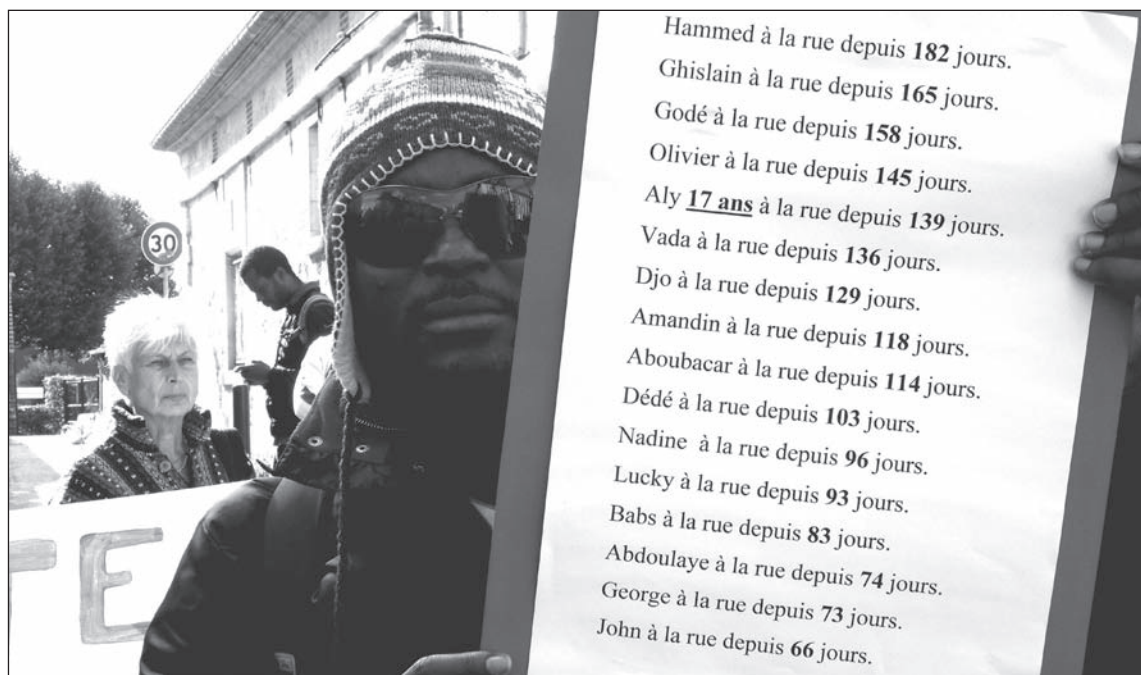 Hammed à la rue depuis 182 jours.
Ghislain à la rue depuis 165 jours.
Godé à la rue depuis 158 jours.
Olivier à la rue depuis 145 jours.
Aly 17 ans à la rue depuis 139 jours.
Vada à la rue depuis 136 jours.
Djo à la rue depuis 129 jours.
Amandin à la rue depuis 118 jours.
Aboubacar à la rue depuis 114 jours.
Dédé à la rue depuis 103 jours.
Nadine à la rue depuis 96 jours.
Lucky à la rue depuis 93 jours.
Babs à la rue depuis 83 jours.
Abdoulaye à la rue depuis 74 jours.
George à la rue depuis 73 jours.
John à la rue depuis 66 jours.
30
TE